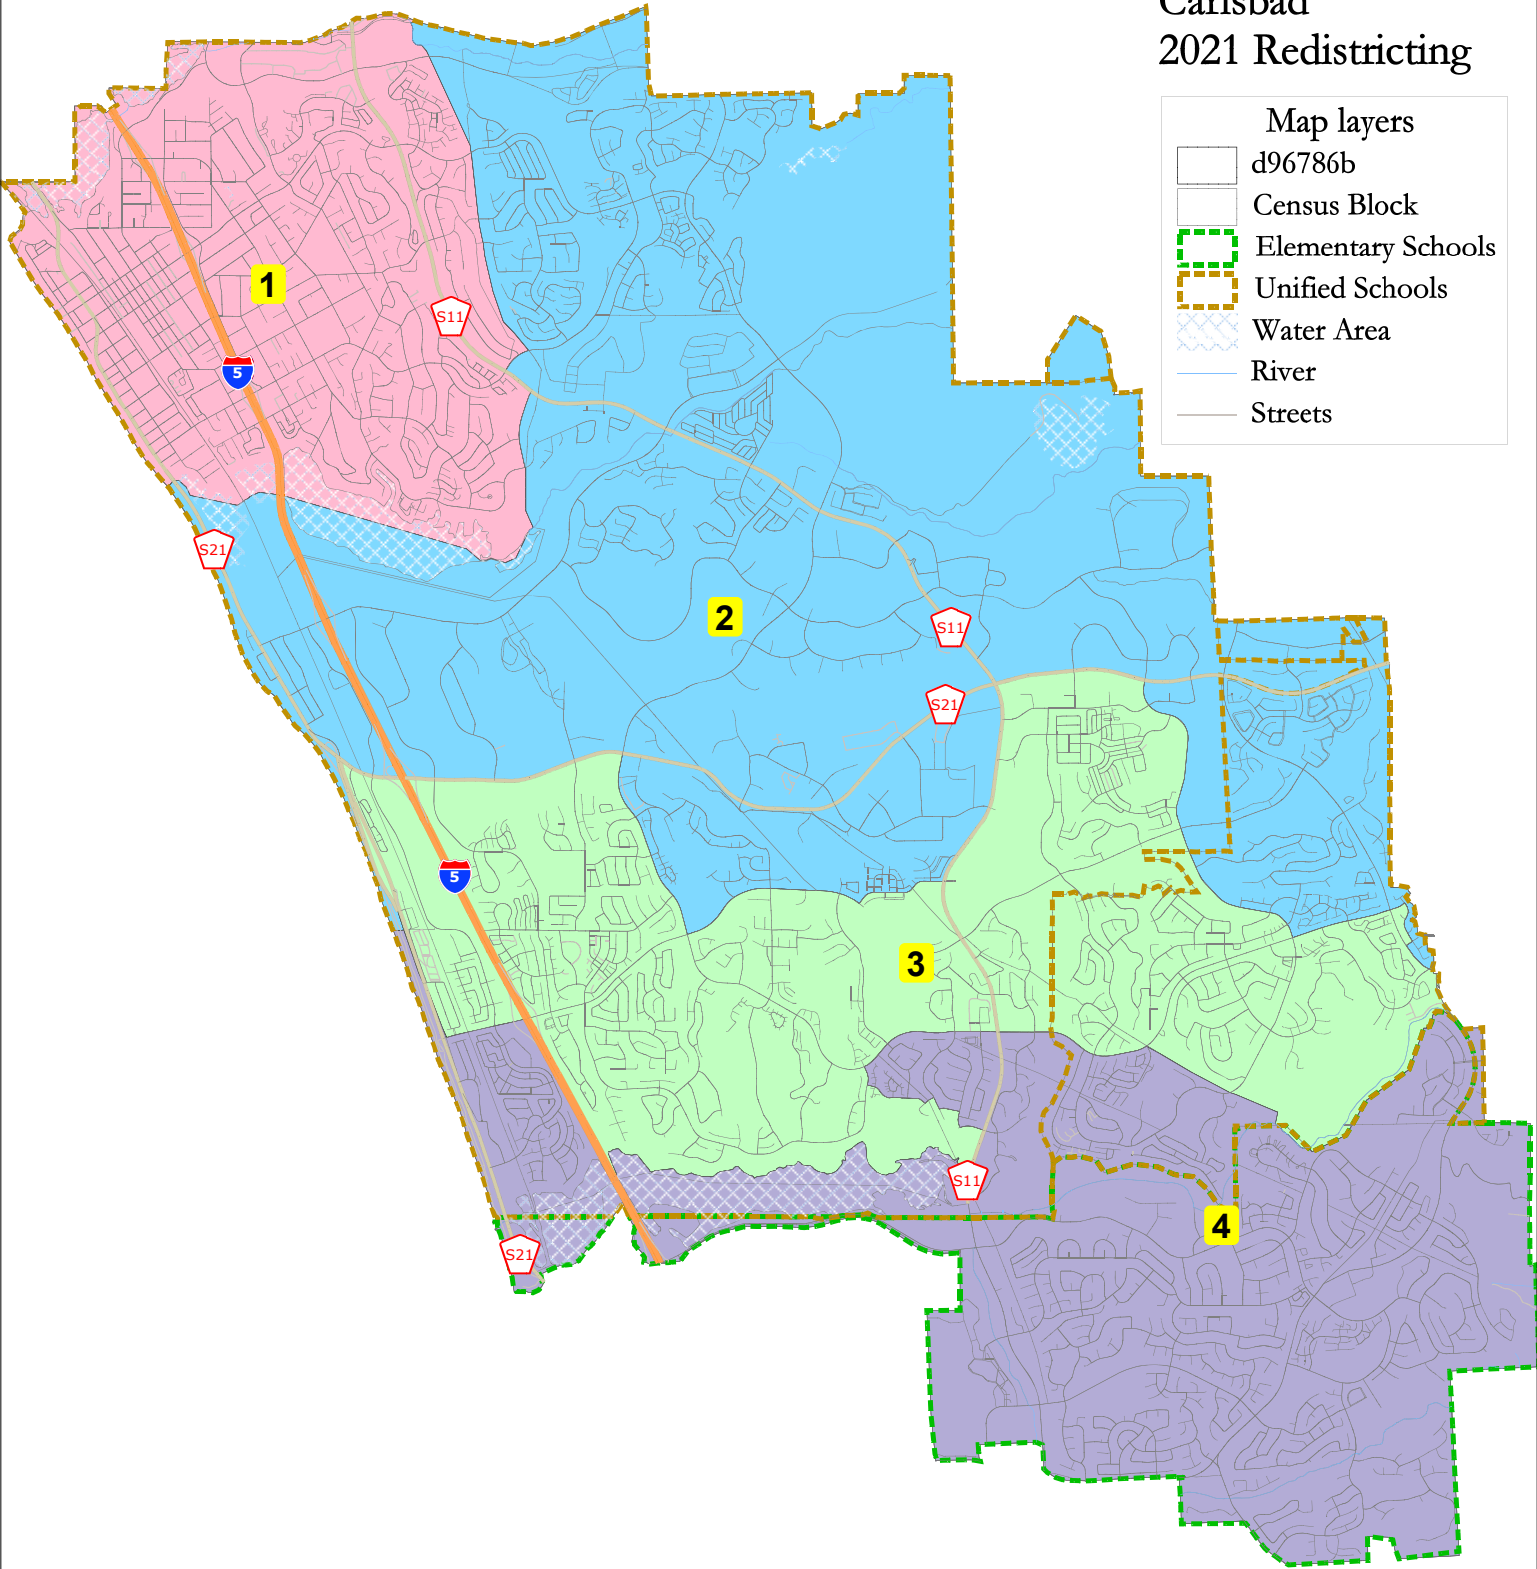 Carlsbad
2021 Redistricting
Map layers
d96786b
Census Block
Elementary Schools
Unified Schools
Water Area
River
Streets
1
S11
5
S21
2
S11
S21
5
3
S11
4
S21